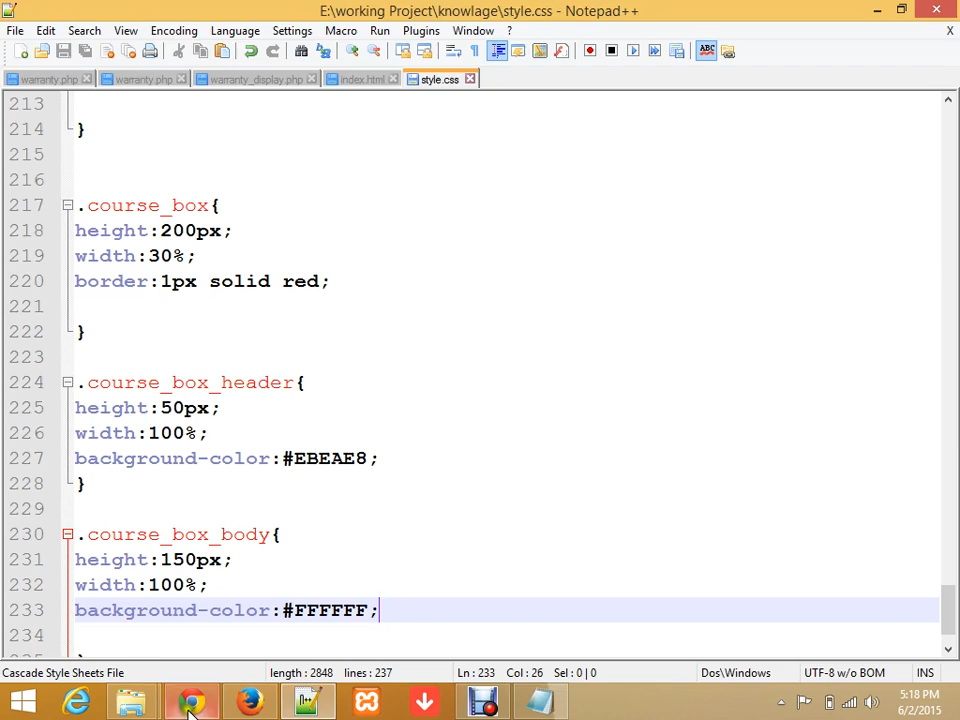 E:\working Project\knowlage\style.css - Notepad++
File Edit Search View Encoding Language Settings Macro Run Plugins Window ? X
ABC
warranty.php warranty.php warranty_display.php index.html style.css
213
214 }
215
216
217 .course_box{
218 height:200px;
219 width:30%;
220 border:1px solid red;
221
222 }
223
224 .course_box_header{
225 height:50px;
226 width:100%;
227 background-color:#EBEAE8;
228 }
229
230 .course_box_body{
231 height:150px;
232 width:100%;
233 background-color:#FFFFFF;
234
Cascade Style Sheets File length : 2848 lines : 237 Ln : 233 Col : 26 Sel : 0 | 0 Dos\Windows UTF-8 w/o BOM INS
5:18 PM
6/2/2015